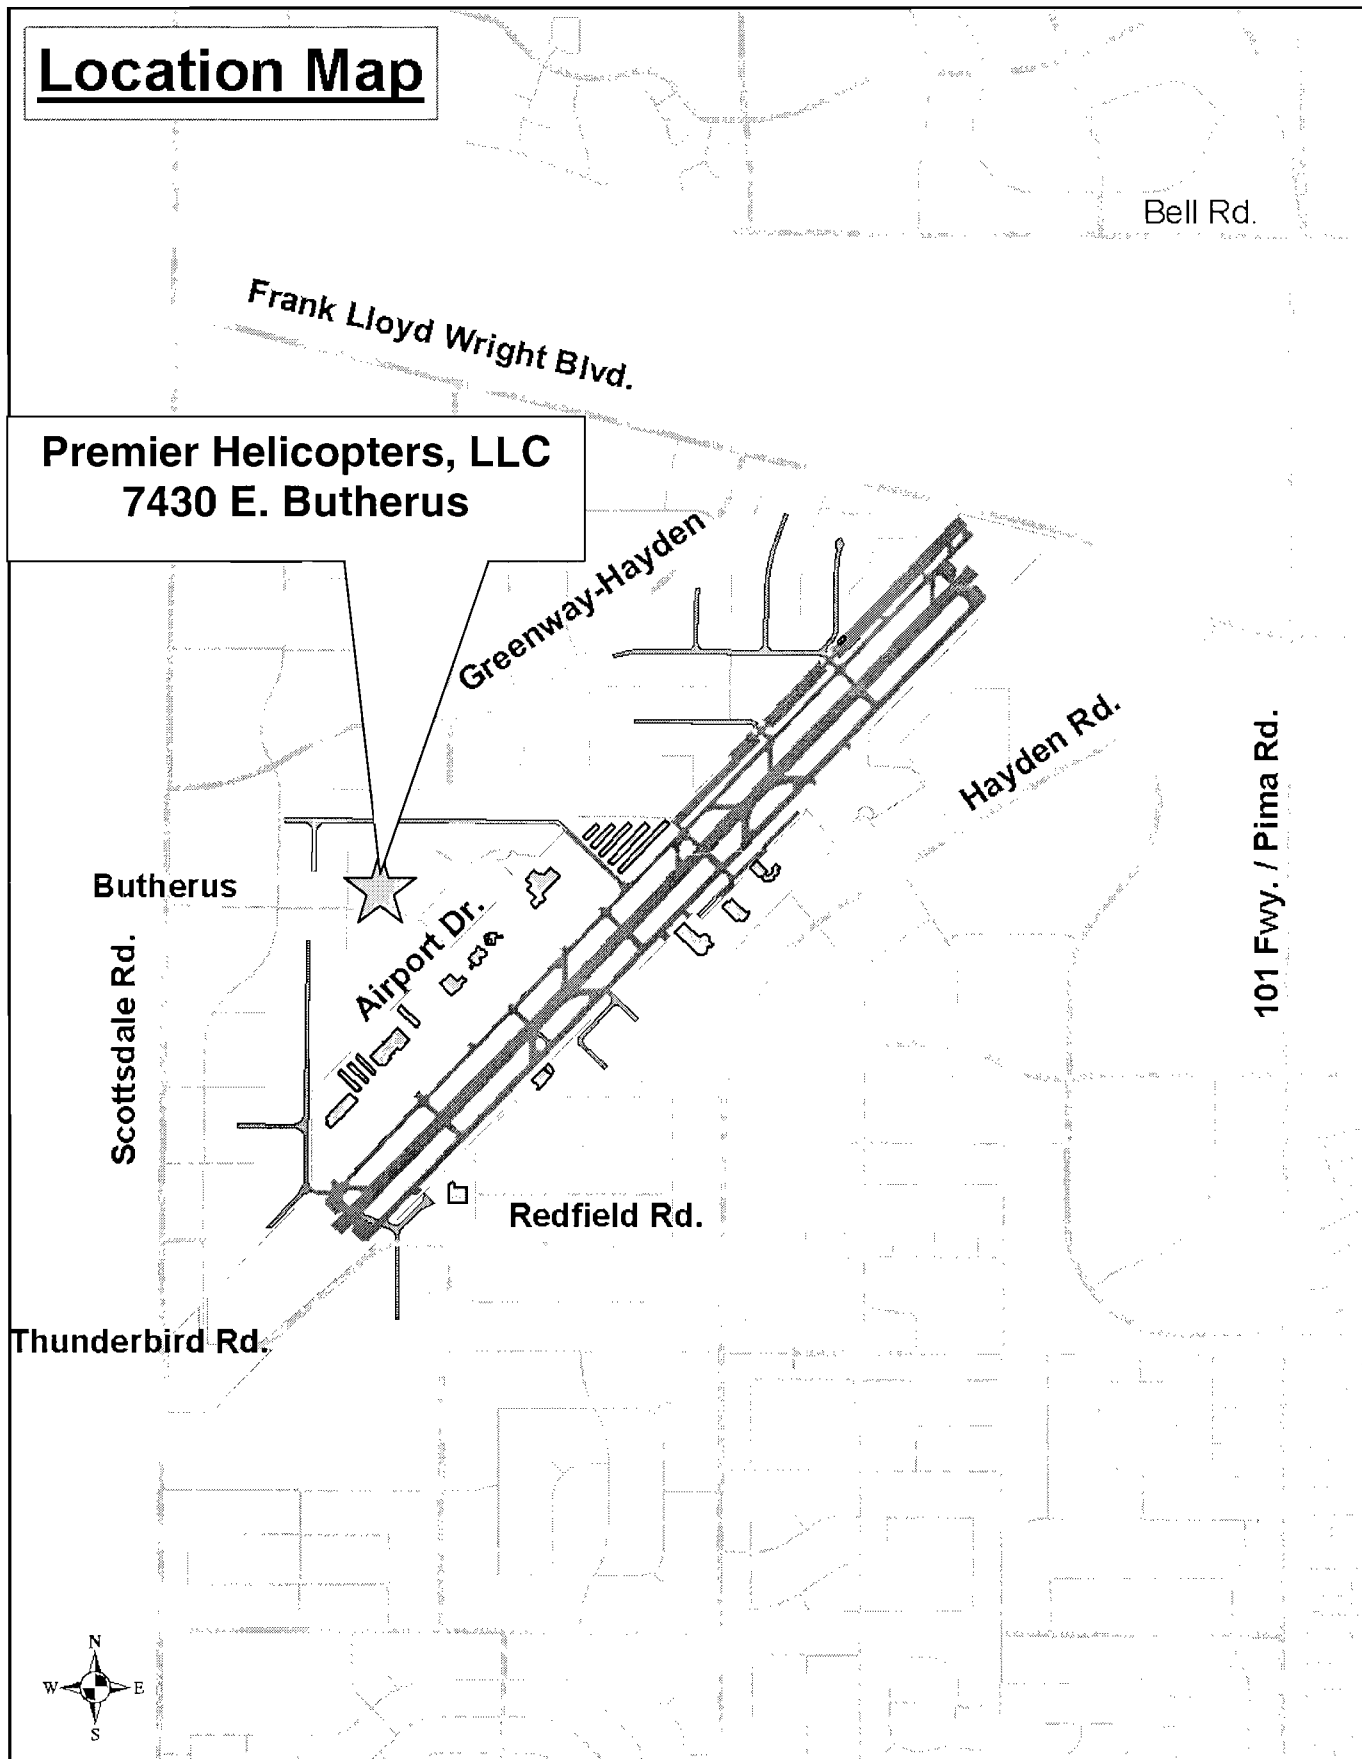 Location Map
Bell Rd.
Frank Lloyd Wright Blvd.
Premier Helicopters, LLC
7430 E. Butherus
Greenway-Hayden
Hayden Rd.
101 Fwy. / Pima Rd.
Butherus
Airport Dr.
Scottsdale Rd.
Redfield Rd.
Thunderbird Rd.
N
W E
S